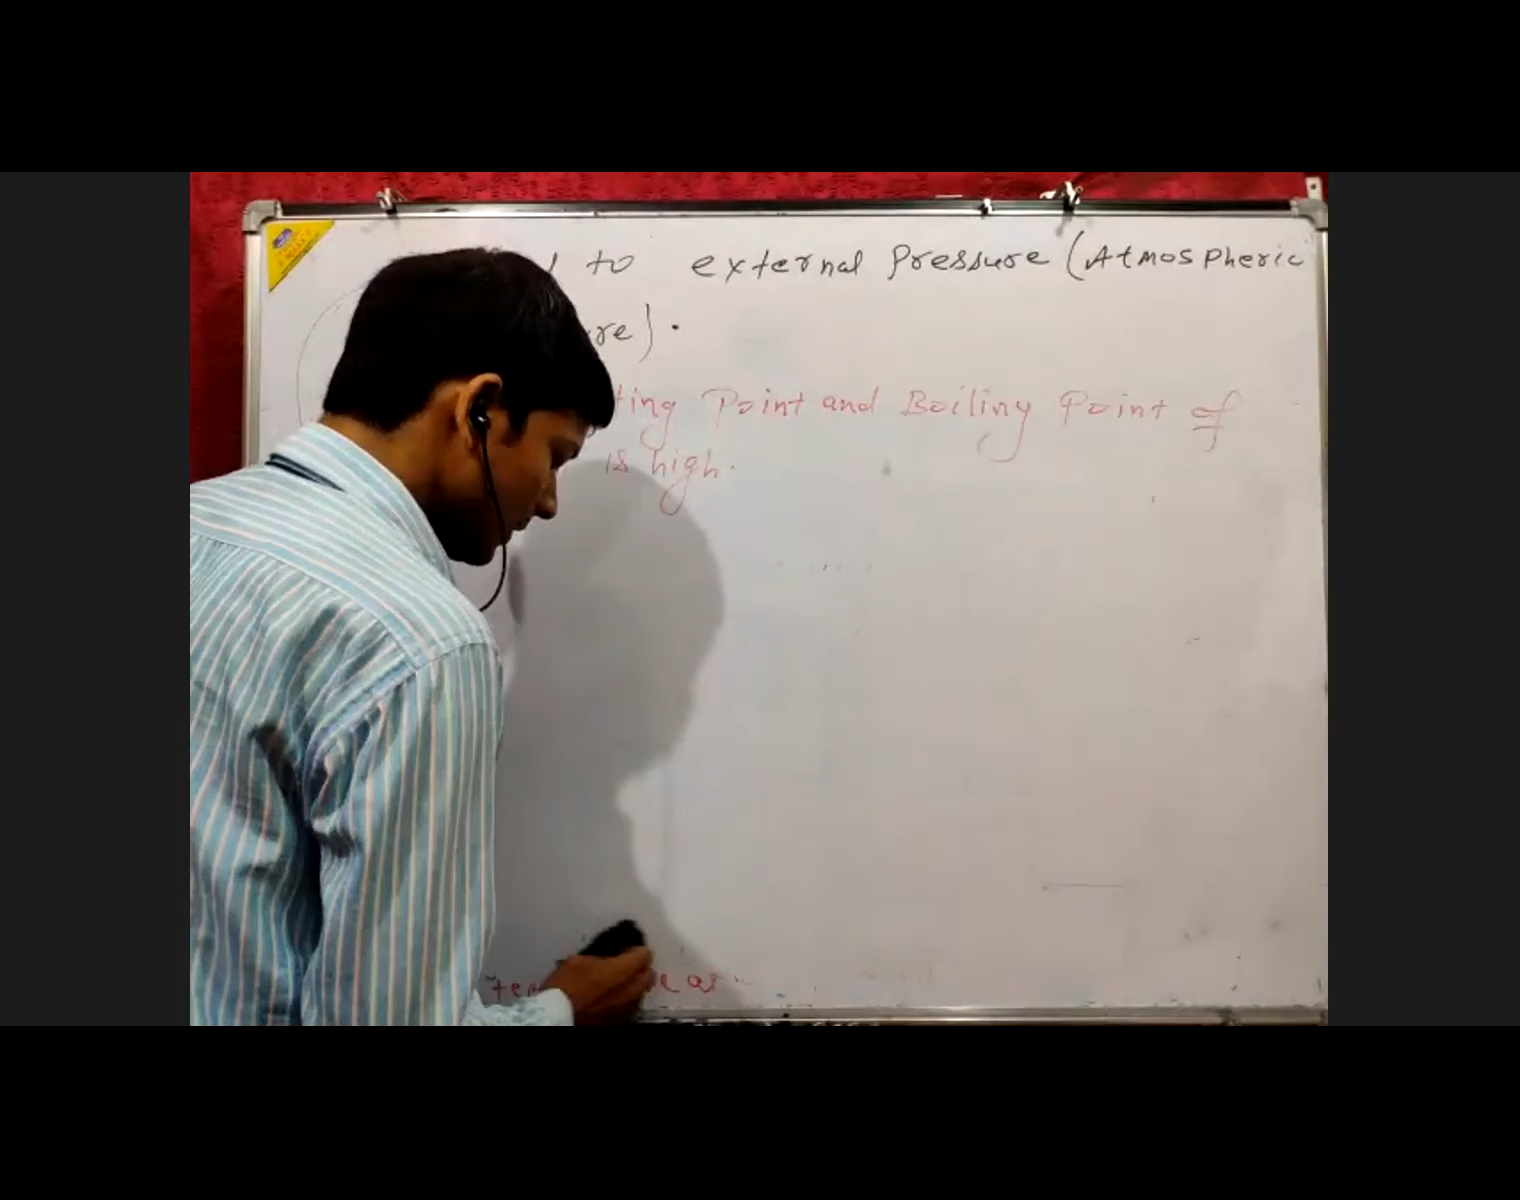 to external Pressure (Atmospheric
re).
ting Point and Boiling Point of
is high.